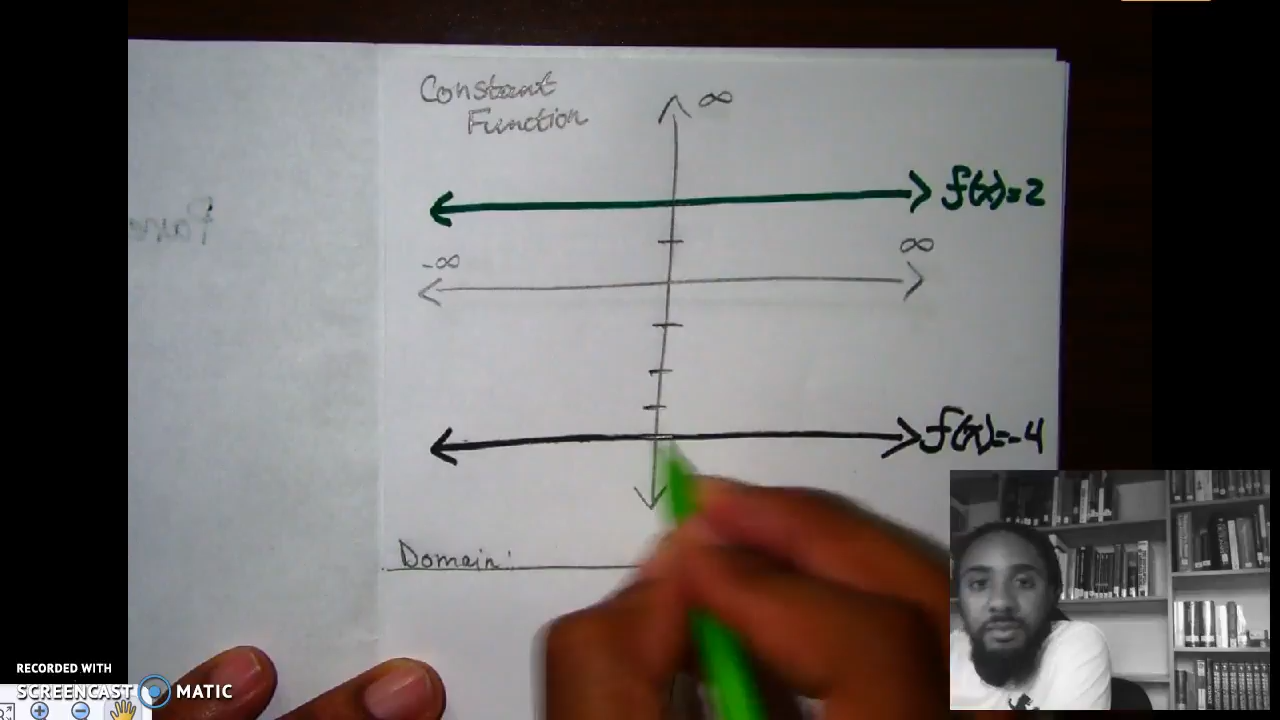 Constant
Function
∞
f(x)=2
-∞
∞
f(x)=-4
Domain:
RECORDED WITH
SCREENCAST MATIC